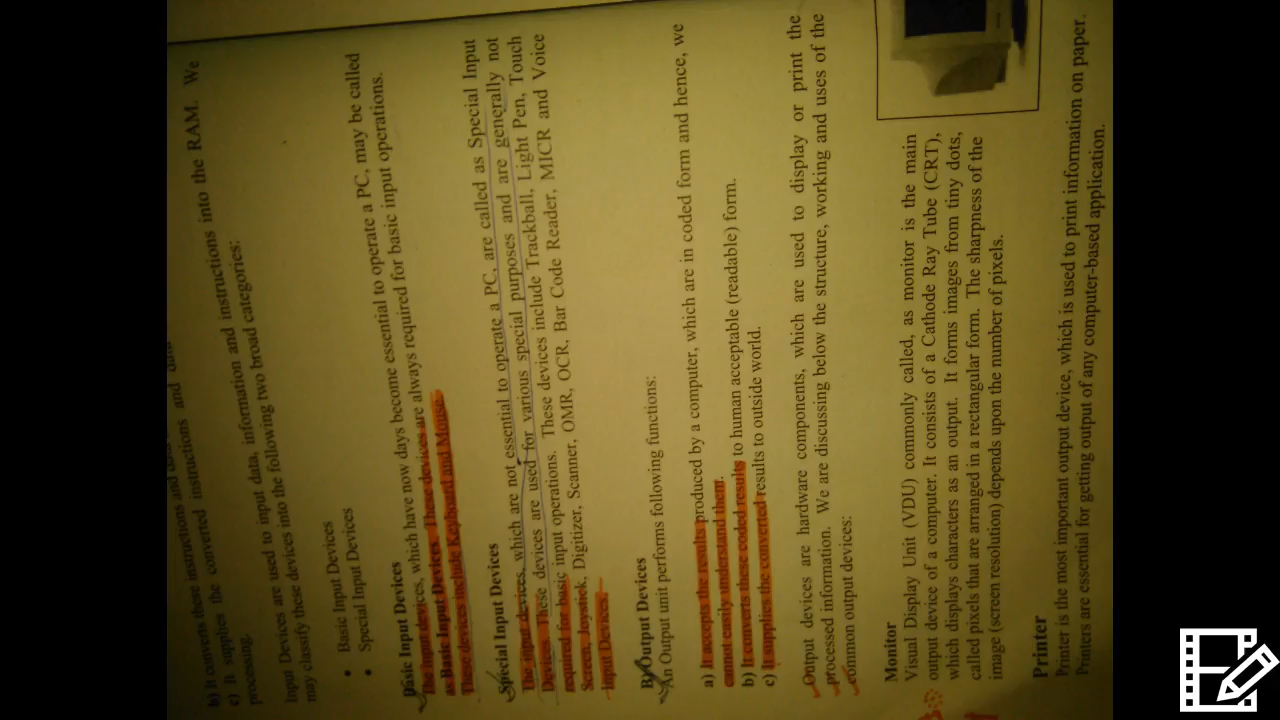 b) It converts these instructions and data
c) It supplies the converted instructions and data into the RAM. We
processing.
Input Devices are used to input data, information and instructions into the RAM. We
may classify these devices into the following two broad categories:
• Basic Input Devices
• Special Input Devices
Basic Input Devices
The input devices, which have now days become essential to operate a PC, may be called
as Basic Input Devices. These devices are always required for basic input operations.
These devices include Keyboard and Mouse.
Special Input Devices
The input devices, which are not essential to operate a PC, are called as Special Input
Devices. These devices are used for various special purposes and are generally not
required for basic input operations. These devices include Trackball, Light Pen, Touch
Screen, Joystick, Digitizer, Scanner, OMR, OCR, Bar Code Reader, MICR and Voice
Input Devices.
B. Output Devices
An Output unit performs following functions:
a) It accepts the results produced by a computer, which are in coded form and hence, we
cannot easily understand them.
b) It converts these coded results to human acceptable (readable) form.
c) It supplies the converted results to outside world.
Output devices are hardware components, which are used to display or print the
processed information. We are discussing below the structure, working and uses of the
common output devices:
Monitor
Visual Display Unit (VDU) commonly called, as monitor is the main
output device of a computer. It consists of a Cathode Ray Tube (CRT),
which displays characters as an output. It forms images from tiny dots,
called pixels that are arranged in a rectangular form. The sharpness of the
image (screen resolution) depends upon the number of pixels.
Printer
Printer is the most important output device, which is used to print information on paper.
Printers are essential for getting output of any computer-based application.